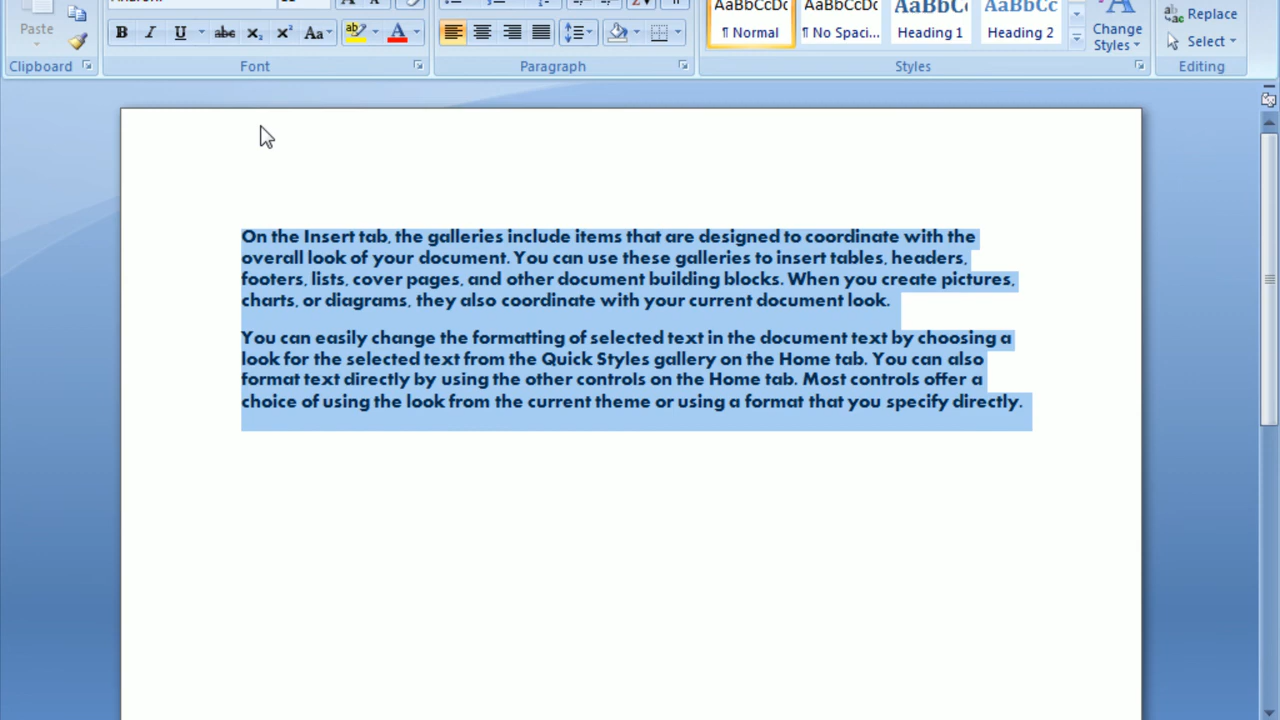 Paste
B I U abc X₂ X² Aa A
AaBbCcDc AaBbCcDc AaBbC AaBbCc
¶ Normal ¶ No Spaci... Heading 1 Heading 2
Change Styles
Replace
Select
Clipboard Font Paragraph Styles Editing
On the Insert tab, the galleries include items that are designed to coordinate with the
overall look of your document. You can use these galleries to insert tables, headers,
footers, lists, cover pages, and other document building blocks. When you create pictures,
charts, or diagrams, they also coordinate with your current document look.
You can easily change the formatting of selected text in the document text by choosing a
look for the selected text from the Quick Styles gallery on the Home tab. You can also
format text directly by using the other controls on the Home tab. Most controls offer a
choice of using the look from the current theme or using a format that you specify directly.